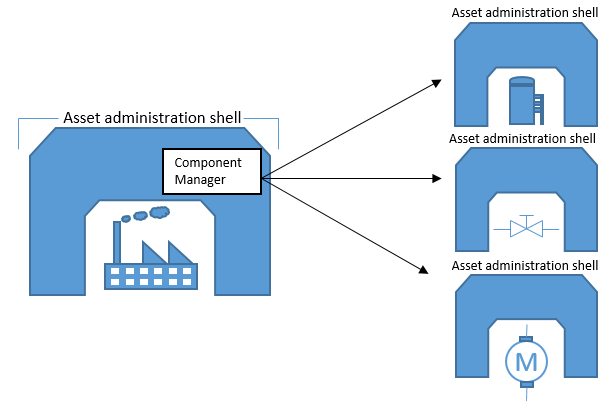 Asset administration shell
Component
Manager
Asset administration shell
Asset administration shell
Asset administration shell
M